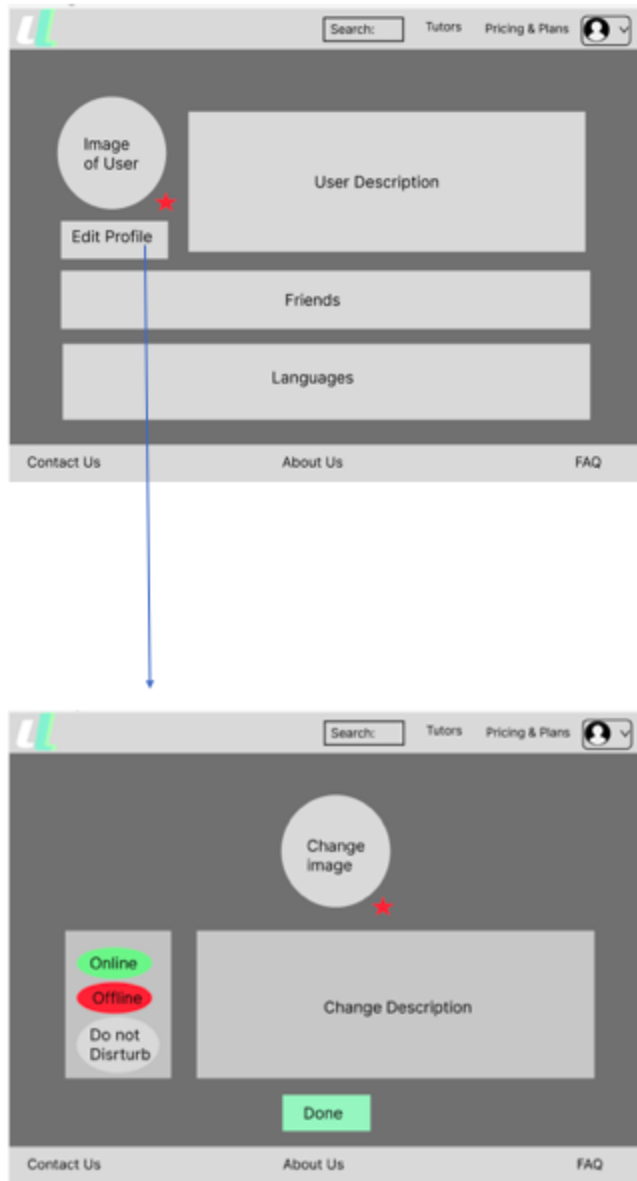 Search: Tutors Pricing & Plans
Image
of User
User Description
Edit Profile
Friends
Languages
Contact Us About Us FAQ
Search: Tutors Pricing & Plans
Change
image
Online
Offline
Do not
Disrturb
Change Description
Done
Contact Us About Us FAQ